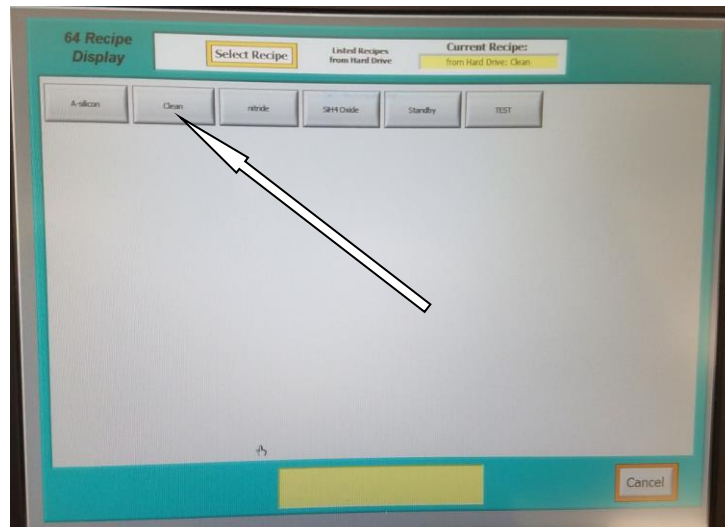 64 Recipe
Display
Select Recipe
Listed Recipes
from Hard Drive
Current Recipe:
from Hard Drive: Clean
A-silicon
Clean
nitride
SiH4 Oxide
Standby
TEST
Cancel